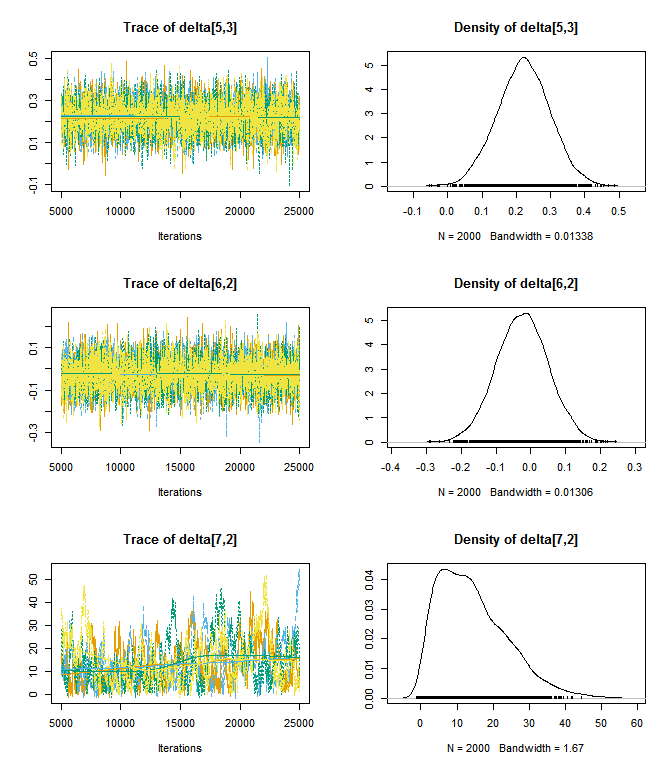 Trace of delta[5,3]
0.5
0.3
0.1
-0.1
5000 10000 15000 20000 25000
Iterations
Density of delta[5,3]
5
4
3
2
1
0
-0.1 0.0 0.1 0.2 0.3 0.4 0.5
N = 2000 Bandwidth = 0.01338
Trace of delta[6,2]
0.1
-0.1
-0.3
5000 10000 15000 20000 25000
Iterations
Density of delta[6,2]
5
4
3
2
1
0
-0.4 -0.3 -0.2 -0.1 0.0 0.1 0.2 0.3
N = 2000 Bandwidth = 0.01306
Trace of delta[7,2]
50
40
30
20
10
0
5000 10000 15000 20000 25000
Iterations
Density of delta[7,2]
0.04
0.03
0.02
0.01
0.00
0 10 20 30 40 50 60
N = 2000 Bandwidth = 1.67